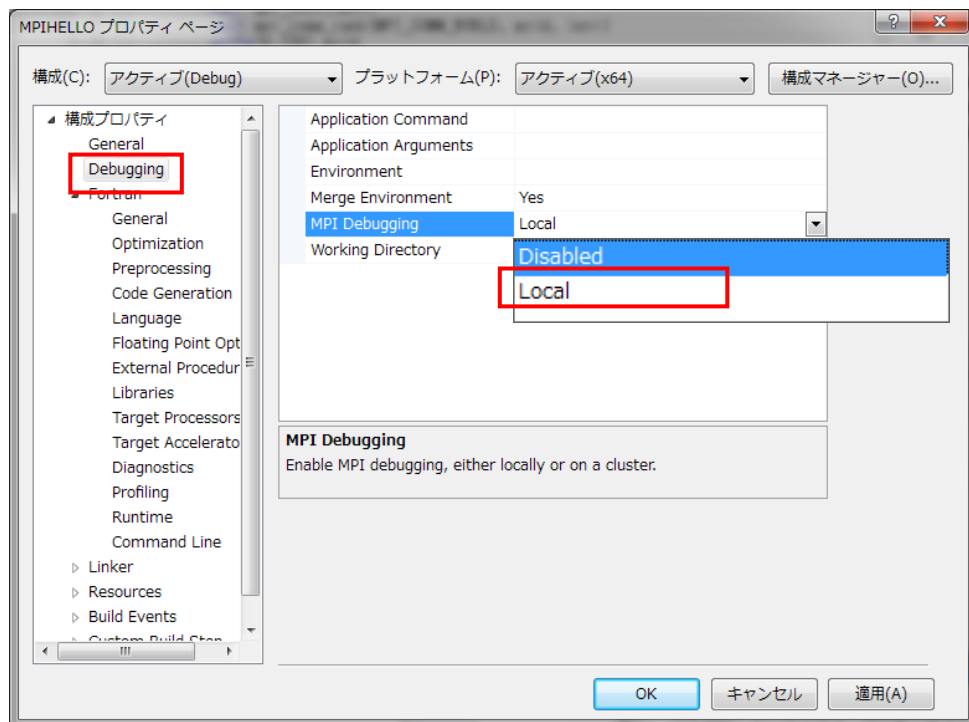 MPIHELLO プロパティ ページ
構成(C): アクティブ(Debug) プラットフォーム(P): アクティブ(x64) 構成マネージャー(O)...
構成プロパティ
General
Debugging
Fortran
General
Optimization
Preprocessing
Code Generation
Language
Floating Point Opt
External Procedur
Libraries
Target Processors
Target Accelerato
Diagnostics
Profiling
Runtime
Command Line
Linker
Resources
Build Events
Custom Build Step
Application Command
Application Arguments
Environment
Merge Environment Yes
MPI Debugging Local
Working Directory
Disabled
Local
MPI Debugging
Enable MPI debugging, either locally or on a cluster.
OK キャンセル 適用(A)